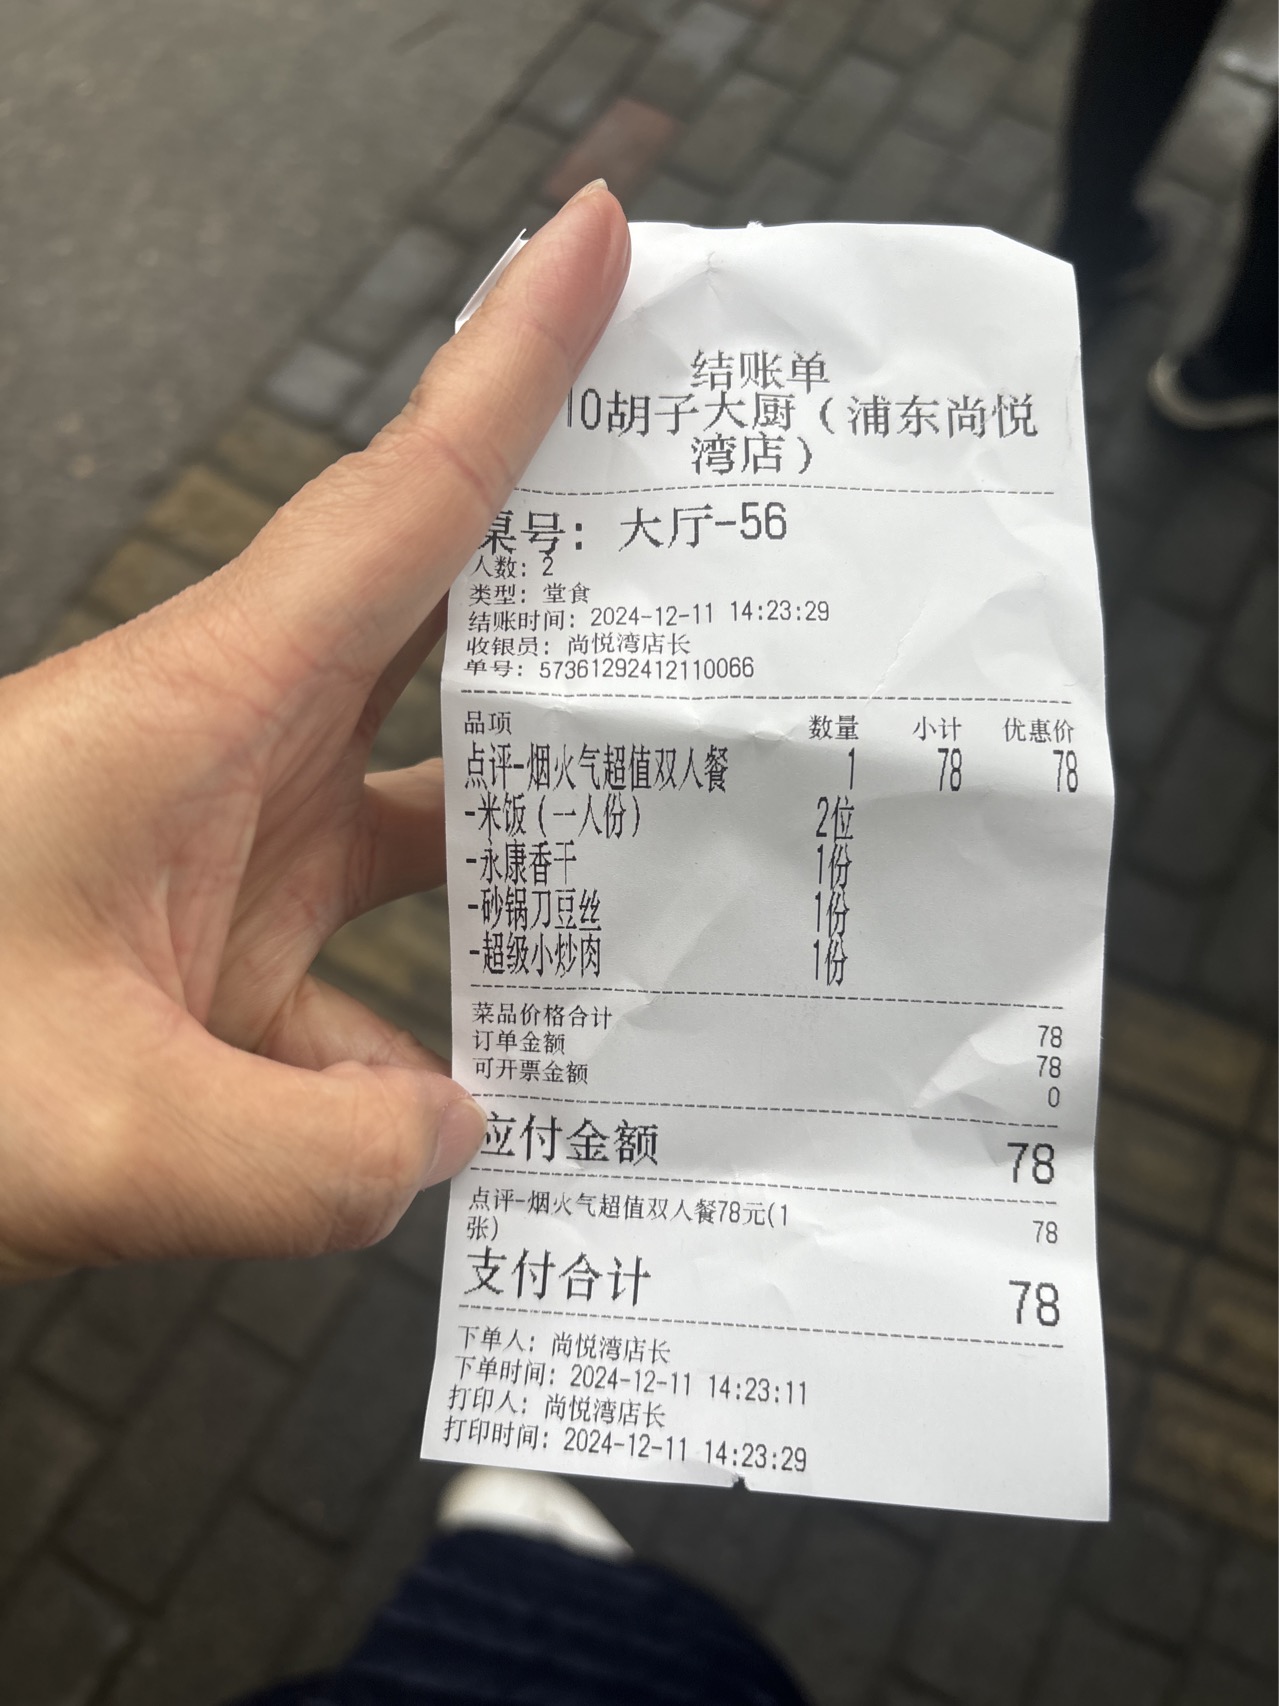 结账单
10胡子大厨（浦东尚悦
湾店）
桌号：大厅-56
人数：2
类型：堂食
结账时间：2024-12-11 14:23:29
收银员：尚悦湾店长
单号：57361292412110066
品项 数量 小计 优惠价
点评-烟火气超值双人餐 1 78 78
-米饭（一人份） 2位
-永康香干 1份
-砂锅刀豆丝 1份
-超级小炒肉 1份
菜品价格合计 78
订单金额 78
可开票金额 0
应付金额 78
点评-烟火气超值双人餐78元(1 78
张)
支付合计 78
下单人：尚悦湾店长
下单时间：2024-12-11 14:23:11
打印人：尚悦湾店长
打印时间：2024-12-11 14:23:29